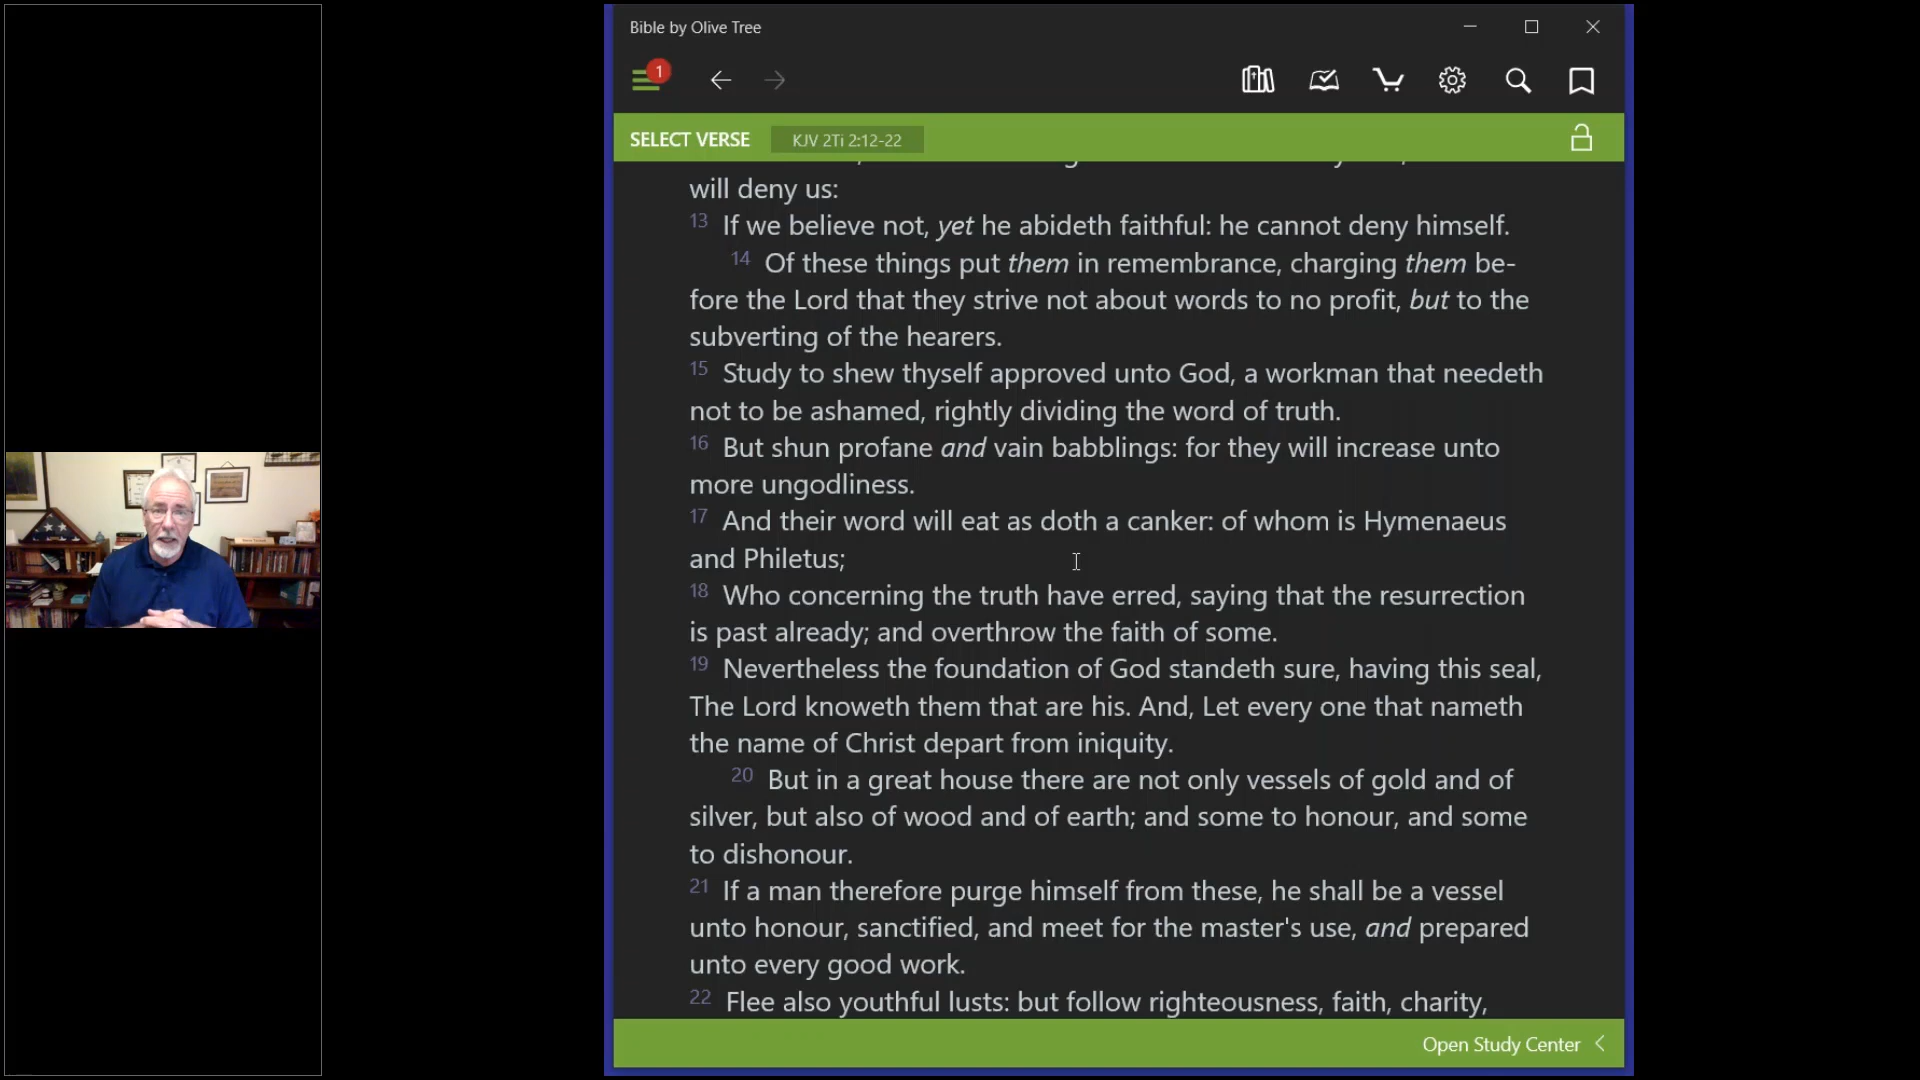 Bible by Olive Tree
1
SELECT VERSE KJV 2Ti 2:12-22
will deny us:
13 If we believe not, yet he abideth faithful: he cannot deny himself.
14 Of these things put them in remembrance, charging them be-
fore the Lord that they strive not about words to no profit, but to the
subverting of the hearers.
15 Study to shew thyself approved unto God, a workman that needeth
not to be ashamed, rightly dividing the word of truth.
16 But shun profane and vain babblings: for they will increase unto
more ungodliness.
17 And their word will eat as doth a canker: of whom is Hymenaeus
and Philetus;
18 Who concerning the truth have erred, saying that the resurrection
is past already; and overthrow the faith of some.
19 Nevertheless the foundation of God standeth sure, having this seal,
The Lord knoweth them that are his. And, Let every one that nameth
the name of Christ depart from iniquity.
20 But in a great house there are not only vessels of gold and of
silver, but also of wood and of earth; and some to honour, and some
to dishonour.
21 If a man therefore purge himself from these, he shall be a vessel
unto honour, sanctified, and meet for the master's use, and prepared
unto every good work.
22 Flee also youthful lusts: but follow righteousness, faith, charity,
Open Study Center